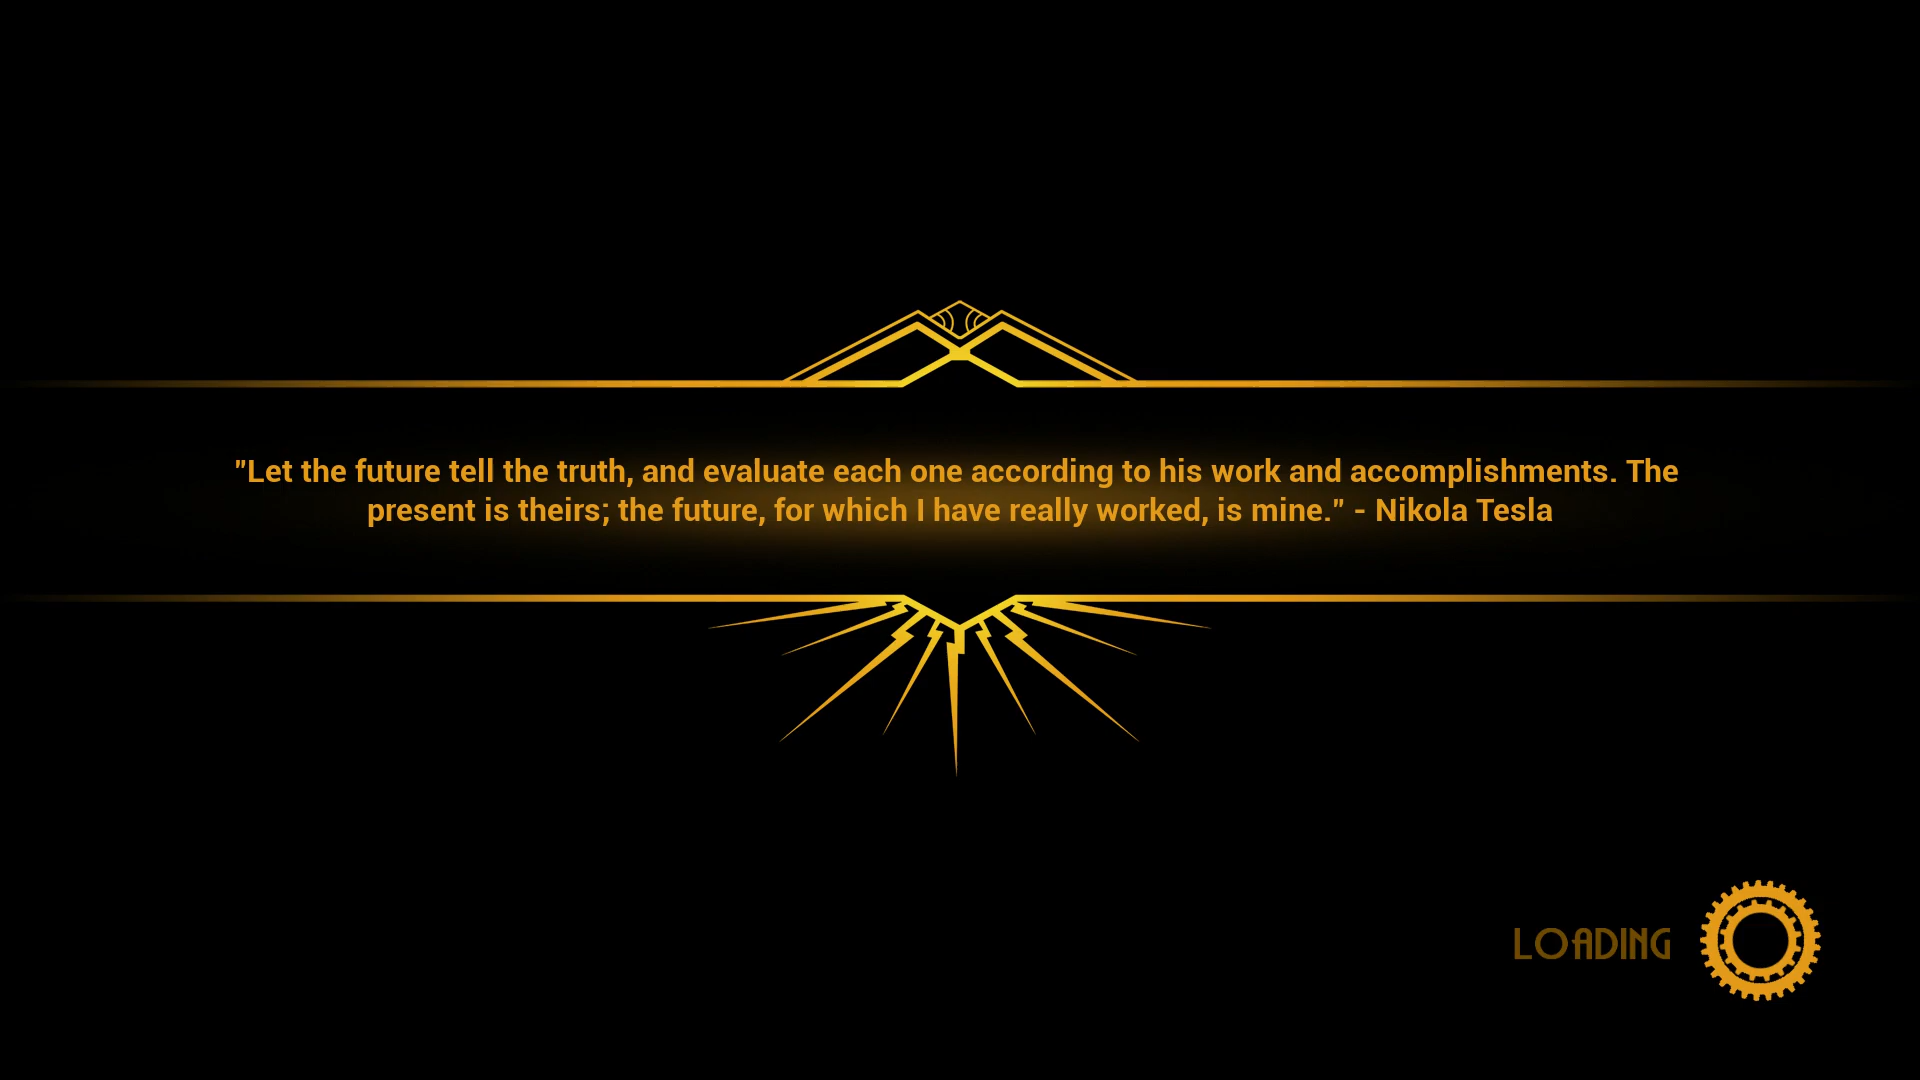 "Let the future tell the truth, and evaluate each one according to his work and accomplishments. The
present is theirs; the future, for which I have really worked, is mine." - Nikola Tesla
LOADING